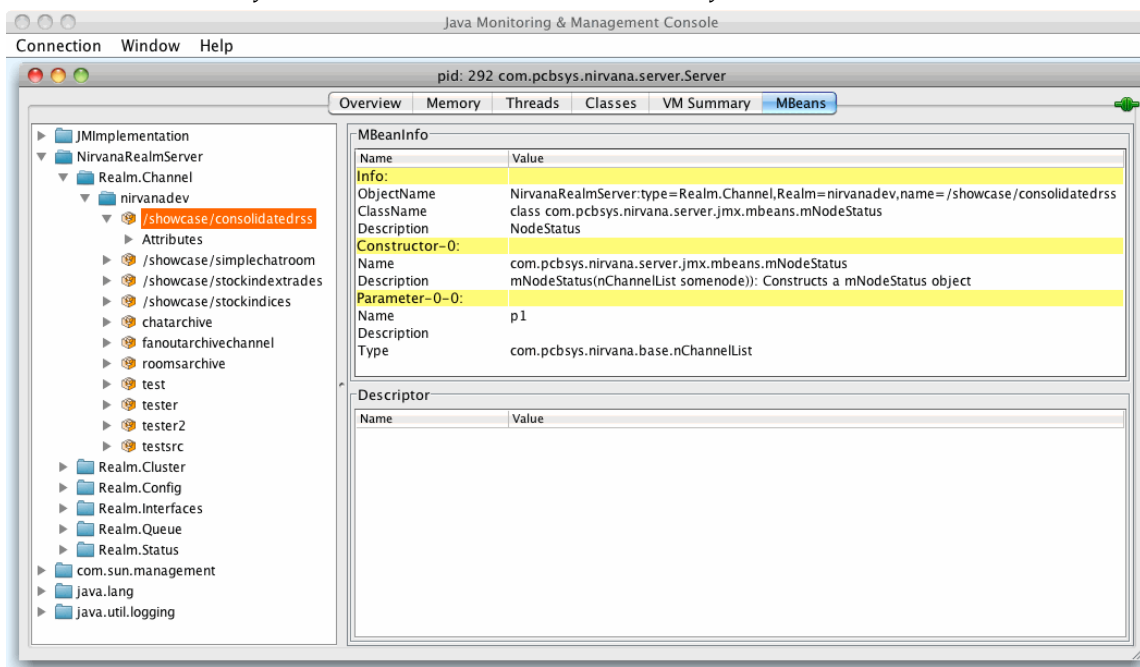 Java Monitoring & Management Console
Connection Window Help
pid: 292 com.pcbsys.nirvana.server.Server
Overview Memory Threads Classes VM Summary MBeans
JMImplementation
NirvanaRealmServer
Realm.Channel
nirvanadev
/showcase/consolidatedrss
Attributes
/showcase/simplechatroom
/showcase/stockindextrades
/showcase/stockindices
chatarchive
fanoutarchivechannel
roomsarchive
test
tester
tester2
testsrc
Realm.Cluster
Realm.Config
Realm.Interfaces
Realm.Queue
Realm.Status
com.sun.management
java.lang
java.util.logging
MBeanInfo
Name Value
Info:
ObjectName NirvanaRealmServer:type=Realm.Channel,Realm=nirvanadev,name=/showcase/consolidatedrss
ClassName class com.pcbsys.nirvana.server.jmx.mbeans.mNodeStatus
Description NodeStatus
Constructor-0:
Name com.pcbsys.nirvana.server.jmx.mbeans.mNodeStatus
Description mNodeStatus(nChannelList somenode)): Constructs a mNodeStatus object
Parameter-0-0:
Name p1
Description
Type com.pcbsys.nirvana.base.nChannelList
Descriptor
Name Value